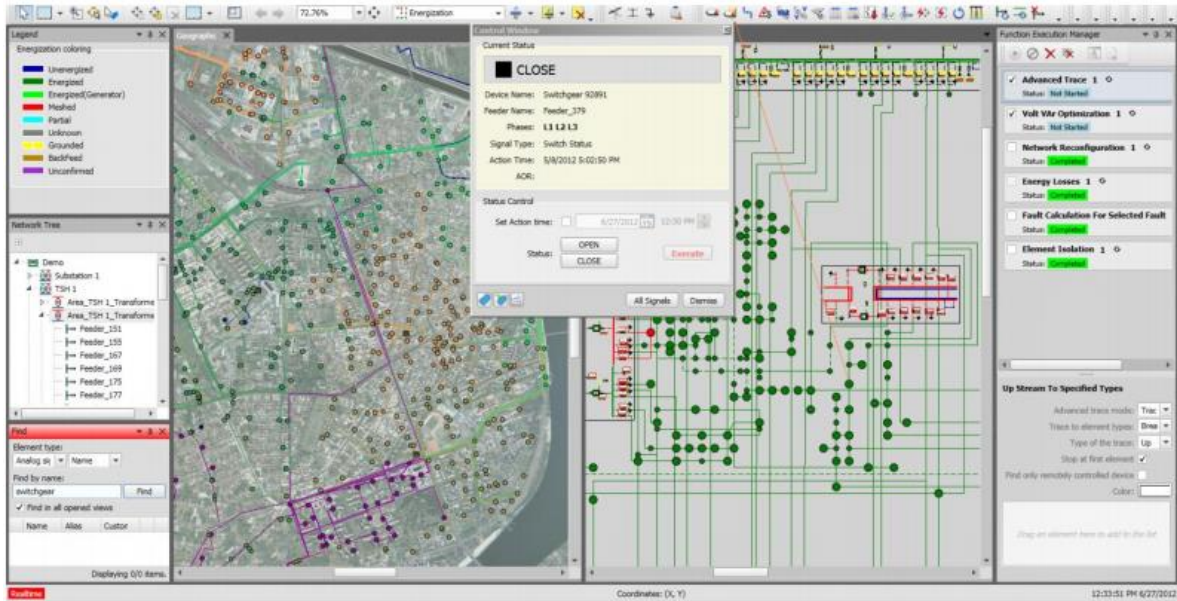 72.76%
Energization
Legend
Energization coloring
Unenergized
Energized
Energized(Generator)
Meshed
Partial
Unknown
Grounded
BackFeed
Unconfirmed
Network Tree
Demo
Substation 1
TSH 1
Area_TSH 1_Transforme
Area_TSH 1_Transforme
Feeder_151
Feeder_155
Feeder_167
Feeder_169
Feeder_175
Feeder_177
Find
Element type:
Analog sig Name
Find by name:
switchgear Find
Find in all opened views
Name Alias Custor
Displaying 0/0 items.
Geographic
Control Window
Current Status
CLOSE
Device Name: Switchgear 92891
Feeder Name: Feeder_379
Phases: L1 L2 L3
Signal Type: Switch Status
Action Time: 5/8/2012 5:02:50 PM
AOR:
Status Control
Set Action time: 6/27/2012 15 12:30 PM
Status: OPEN
CLOSE
Execute
All Signals Dismiss
Function Execution Manager
Advanced Trace 1
Status: Not Started
Volt VAr Optimization 1
Status: Not Started
Network Reconfiguration 1
Status: Completed
Energy Losses 1
Status: Completed
Fault Calculation For Selected Fault
Status: Completed
Element Isolation 1
Status: Completed
Up Stream To Specified Types
Advanced trace mode: Trac
Trace to element types: Brea
Type of the trace: Up
Stop at first element
Find only remotely controlled device
Color:
Drag an element here to add in the list
Realtime
Coordinates: (X, Y)
12:33:51 PM 6/27/2012